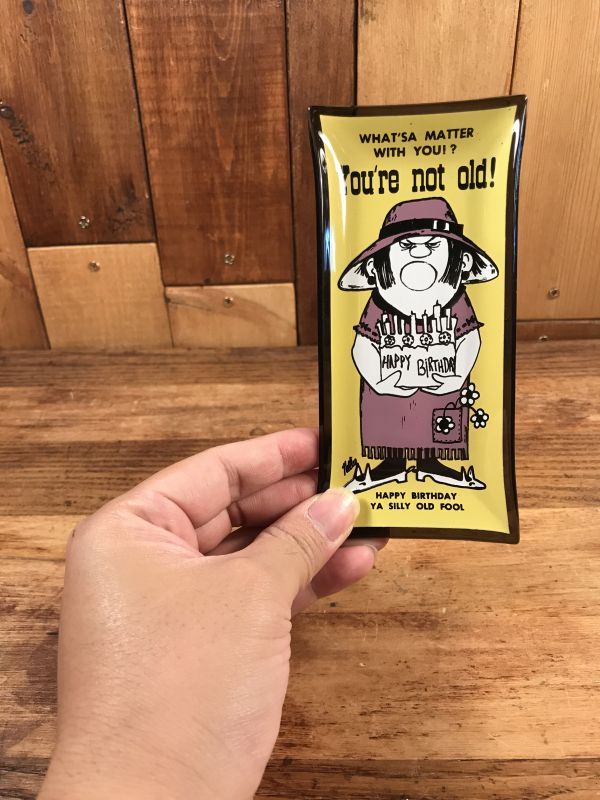 WHAT'SA MATTER
WITH YOU!?
You're not old!
HAPPY BIRTHDAY
HAPPY BIRTHDAY
YA SILLY OLD FOOL